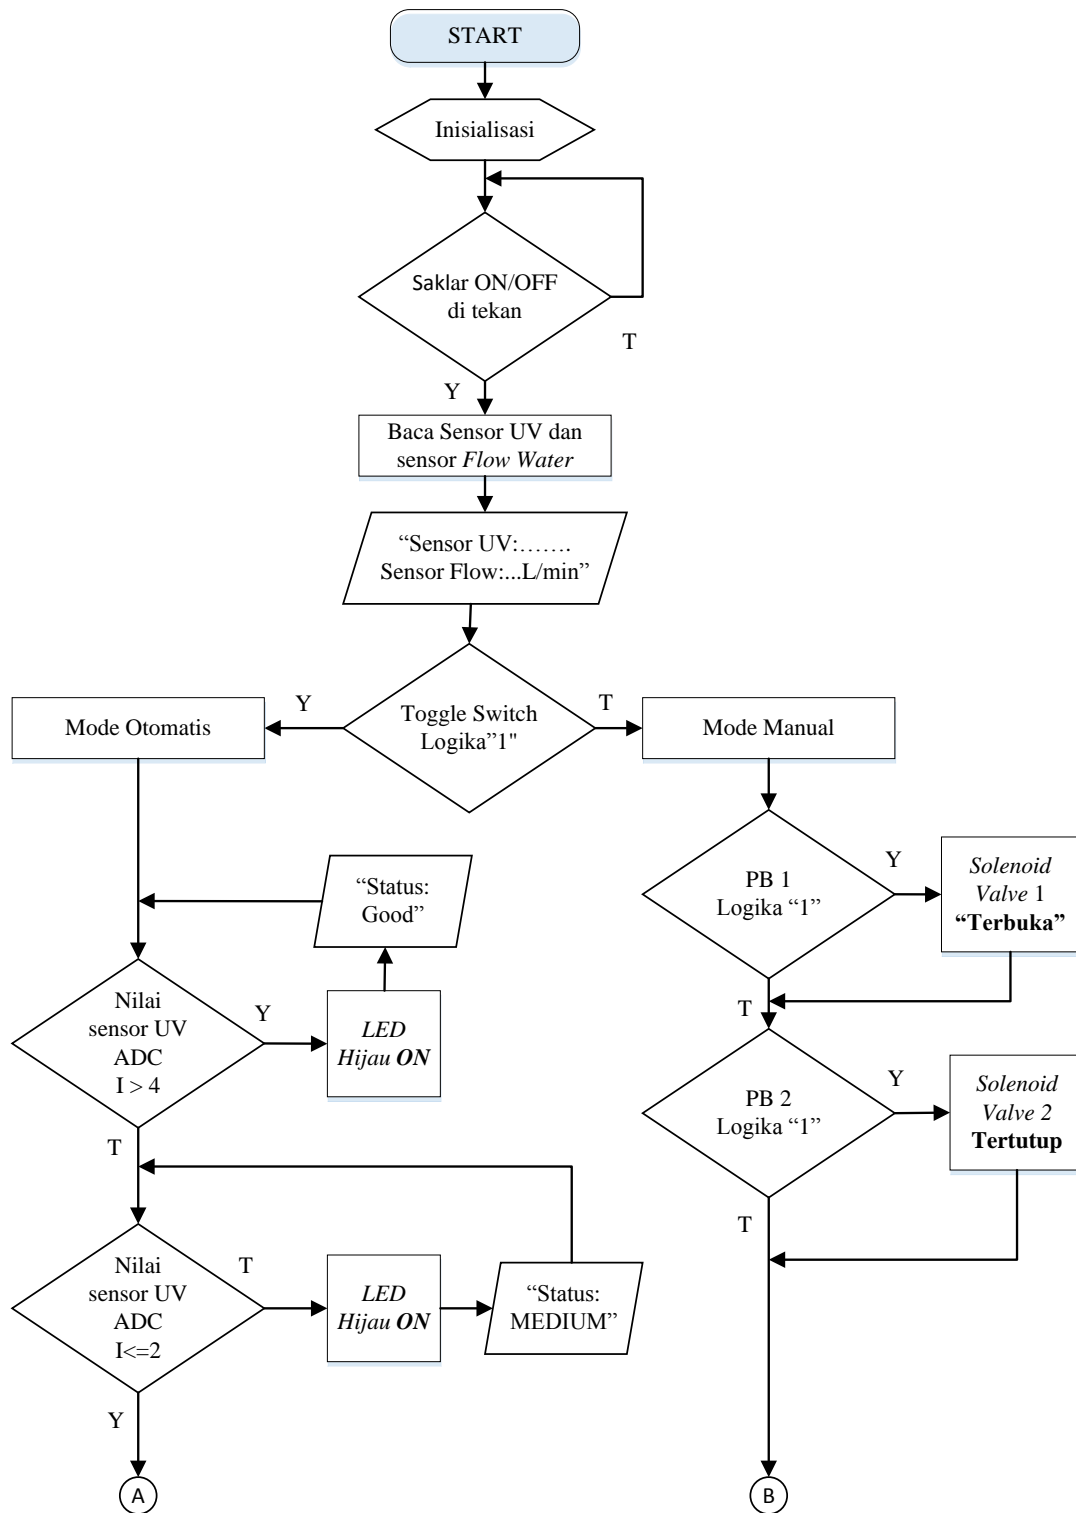 START
Inisialisasi
Saklar ON/OFF
di tekan
T
Y
Baca Sensor UV dan
sensor Flow Water
“Sensor UV:…….
Sensor Flow:...L/min”
Y
Toggle Switch
Logika”1"
T
Mode Otomatis
Mode Manual
“Status:
Good”
PB 1
Logika “1”
Y
Solenoid
Valve 1
“Terbuka”
T
Nilai
sensor UV
ADC
I > 4
Y
LED
Hijau ON
T
PB 2
Logika “1”
Y
Solenoid
Valve 2
Tertutup
T
Nilai
sensor UV
ADC
I<=2
T
LED
Hijau ON
“Status:
MEDIUM”
Y
A
B